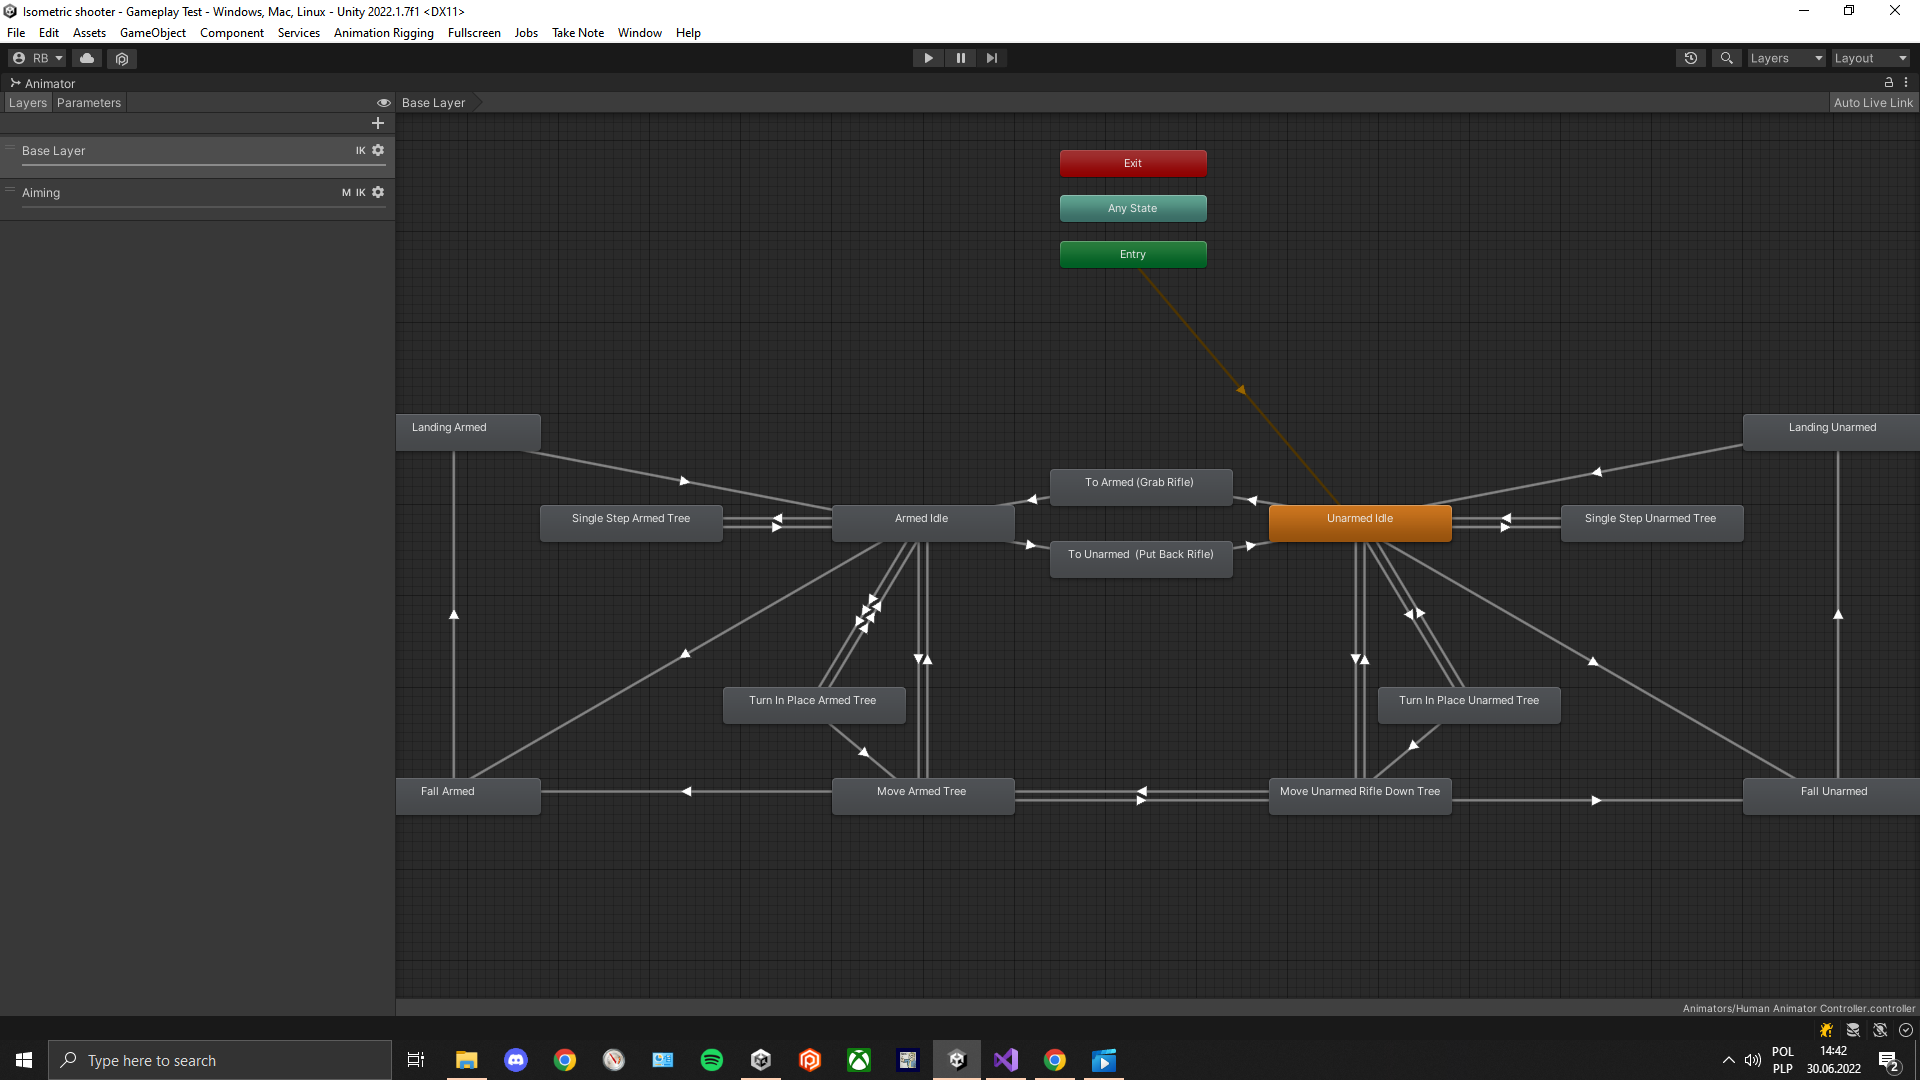 Isometric shooter - Gameplay Test - Windows, Mac, Linux - Unity 2022.1.7f1 <DX11>
File Edit Assets GameObject Component Services Animation Rigging Fullscreen Jobs Take Note Window Help
RB Layers Layout
Animator
Layers Parameters Base Layer Auto Live Link
Base Layer IK
Aiming M IK
Exit
Any State
Entry
Landing Armed Landing Unarmed
To Armed (Grab Rifle)
Single Step Armed Tree Armed Idle Unarmed Idle Single Step Unarmed Tree
To Unarmed (Put Back Rifle)
Turn In Place Armed Tree Turn In Place Unarmed Tree
Fall Armed Move Armed Tree Move Unarmed Rifle Down Tree Fall Unarmed
Animators/Human Animator Controller.controller
Type here to search
POL 14:42
PLP 30.06.2022 2